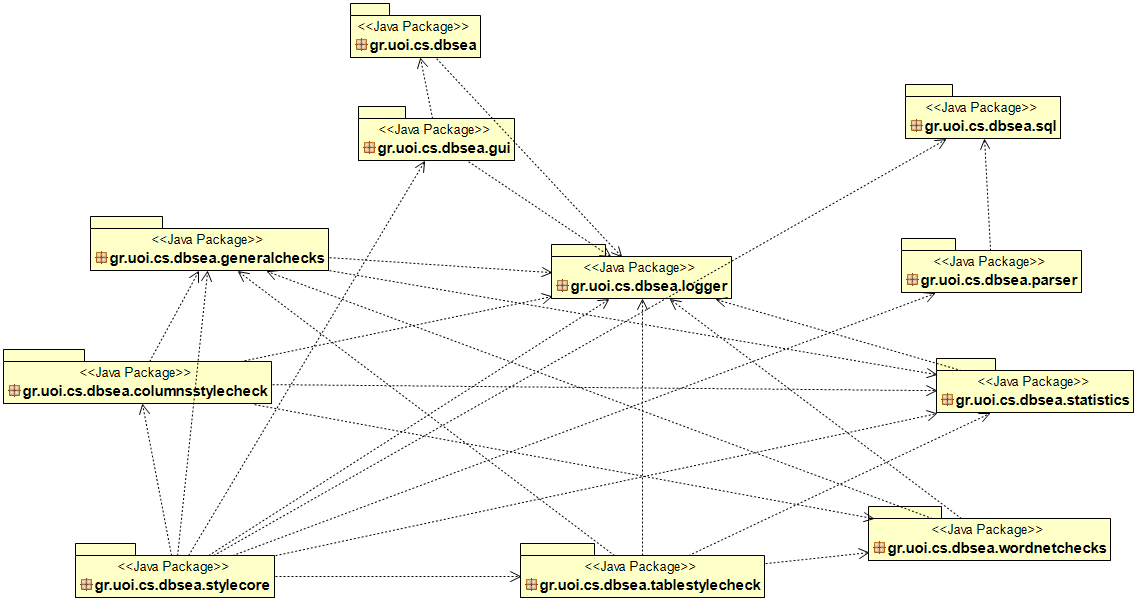 <<Java Package>>
gr.uoi.cs.dbsea
<<Java Package>>
gr.uoi.cs.dbsea.sql
<<Java Package>>
gr.uoi.cs.dbsea.gui
<<Java Package>>
gr.uoi.cs.dbsea.generalchecks
<<Java Package>>
gr.uoi.cs.dbsea.logger
<<Java Package>>
gr.uoi.cs.dbsea.parser
<<Java Package>>
gr.uoi.cs.dbsea.columnsstylecheck
<<Java Package>>
gr.uoi.cs.dbsea.statistics
<<Java Package>>
gr.uoi.cs.dbsea.wordnetchecks
<<Java Package>>
gr.uoi.cs.dbsea.stylecore
<<Java Package>>
gr.uoi.cs.dbsea.tablestylecheck